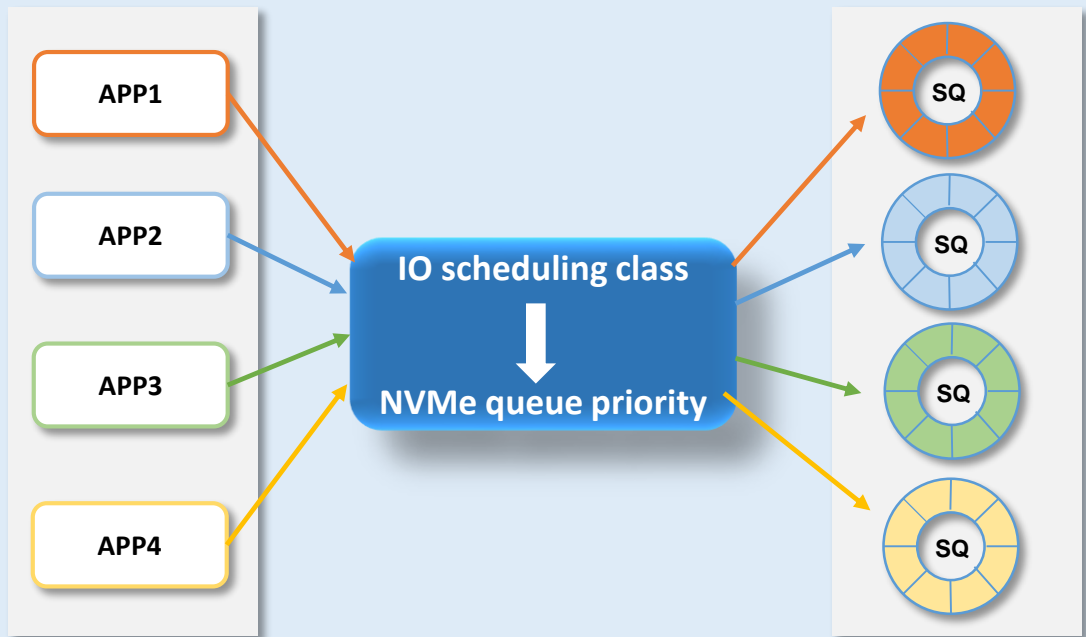 APP1
APP2
APP3
APP4
IO scheduling class
NVMe queue priority
SQ
SQ
SQ
SQ